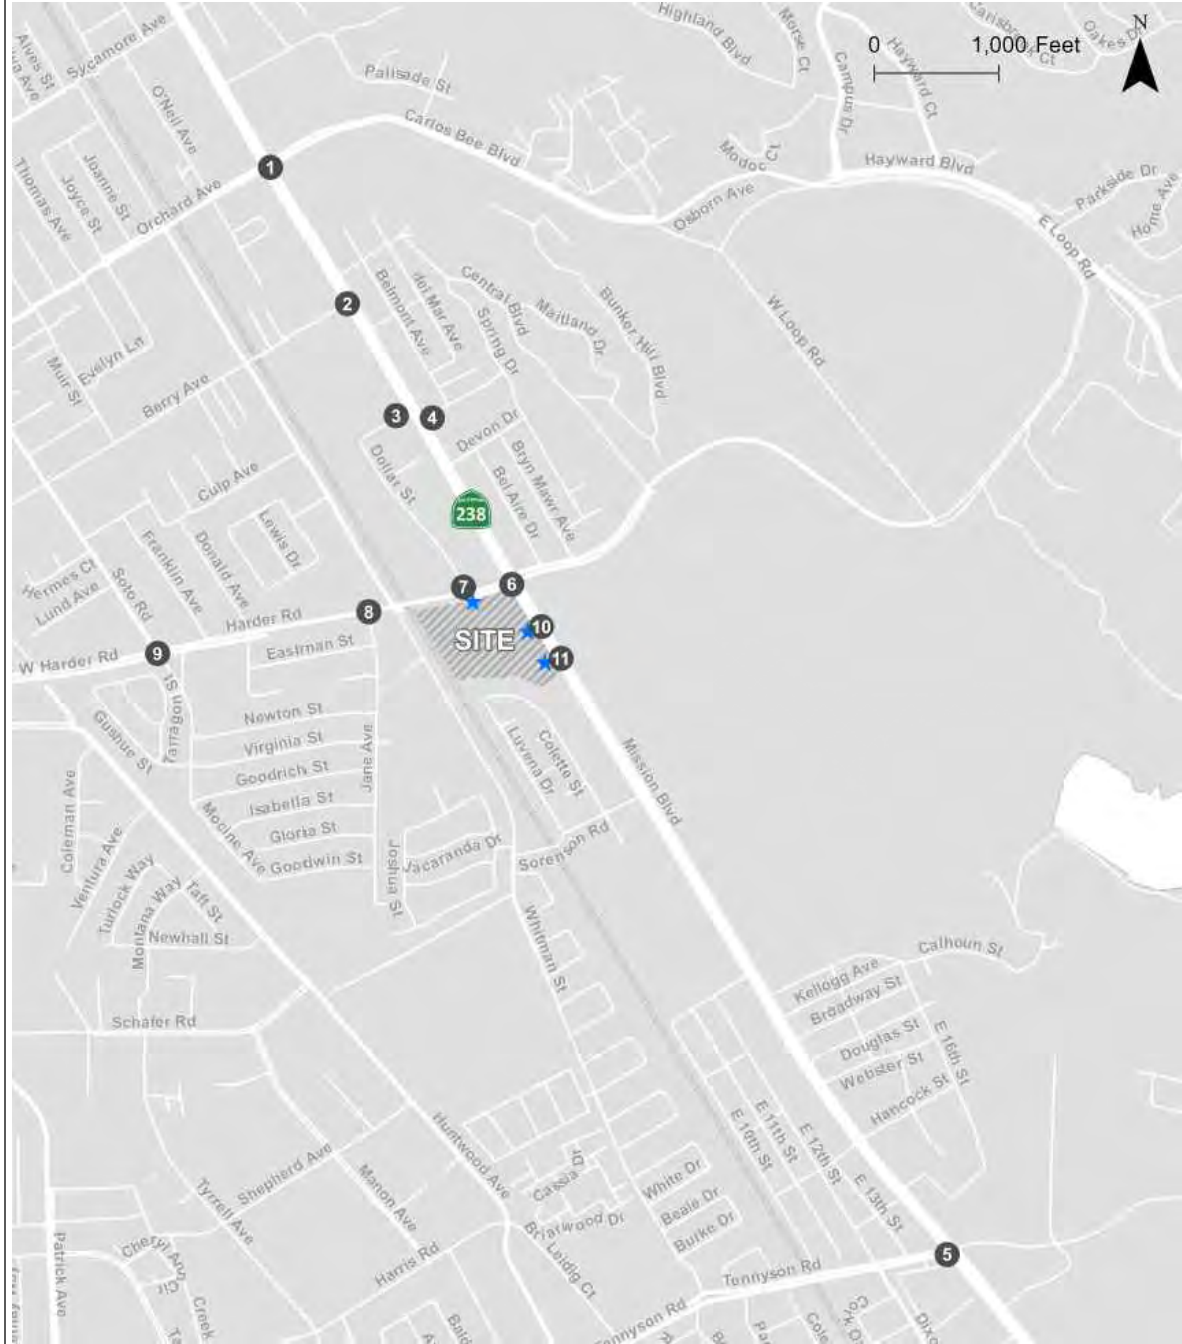 N
0 1,000 Feet
Alves St
Sycamore Ave
O'Neil Ave
Palisade St
Highland Blvd
Morse Ct
Campus Dr
Hayward Ct
Oakes Dr
Carlos Bee Blvd
Modoc Ct
Hayward Blvd
Parkside Dr
Home Ave
1
Thomas Ave
Joyce St
Joanne St
Orchard Ave
Osborn Ave
E Loop Rd
2
Belmont Ave
del Mar Ave
Central Blvd
Spring Dr
Maitland Dr
Bunker Hill Blvd
W Loop Rd
Muir St
Evelyn Ln
Berry Ave
3
4
Devon Dr
Dollar St
Bel Aire Dr
Bryn Mawr Ave
238
Culp Ave
Lewis Dr
Hermes Ct
Lund Ave
Soto Rd
Franklin Ave
Donald Ave
Harder Rd
7
6
8
SITE
10
11
W Harder Rd
9
Eastman St
Tarragon St
Gushue St
Newton St
Virginia St
Goodrich St
Isabella St
Gloria St
Goodwin St
Jane Ave
Mocine Ave
Luvena Dr
Colette St
Mission Blvd
Coleman Ave
Ventura Ave
Turlock Way
Montana Way
Taft St
Newhall St
Joshua St
Vacaranda Dr
Sorenson Rd
Whitman St
Schafer Rd
Calhoun St
Kellogg Ave
Broadway St
Douglas St
Webster St
Hancock St
E 16th St
E 10th St
E 11th St
E 12th St
E 13th St
Huntwood Ave
Shepherd Ave
Manon Ave
Tyrrell Ave
Cassia Dr
Briarwood Dr
White Dr
Beale Dr
Burke Dr
Leidig Ct
Harris Rd
Patrick Ave
Cheryl Ann Cir
Creek
Tennyson Rd
5